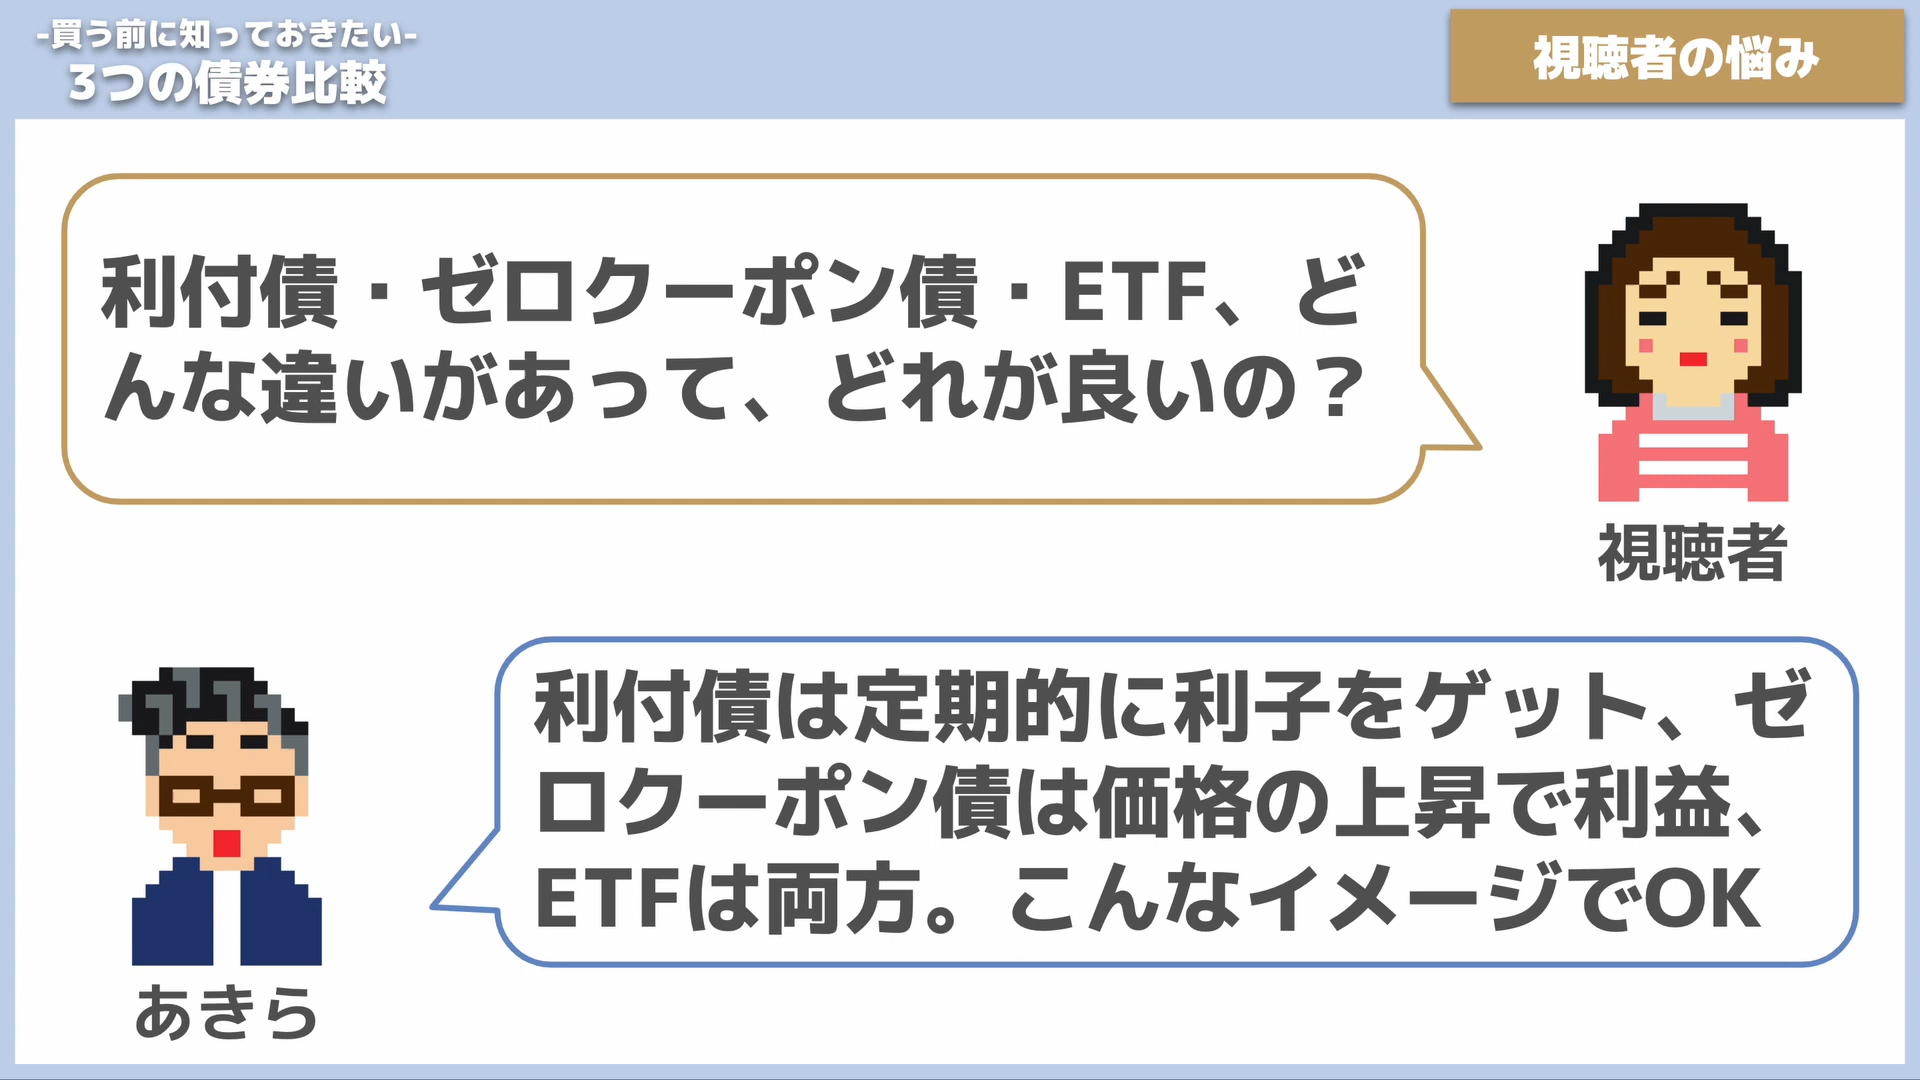 -買う前に知っておきたい-
3つの債券比較
視聴者の悩み
利付債・ゼロクーポン債・ETF、ど
んな違いがあって、どれが良いの？
視聴者
利付債は定期的に利子をゲット、ゼ
ロクーポン債は価格の上昇で利益、
ETFは両方。こんなイメージでOK
あきら